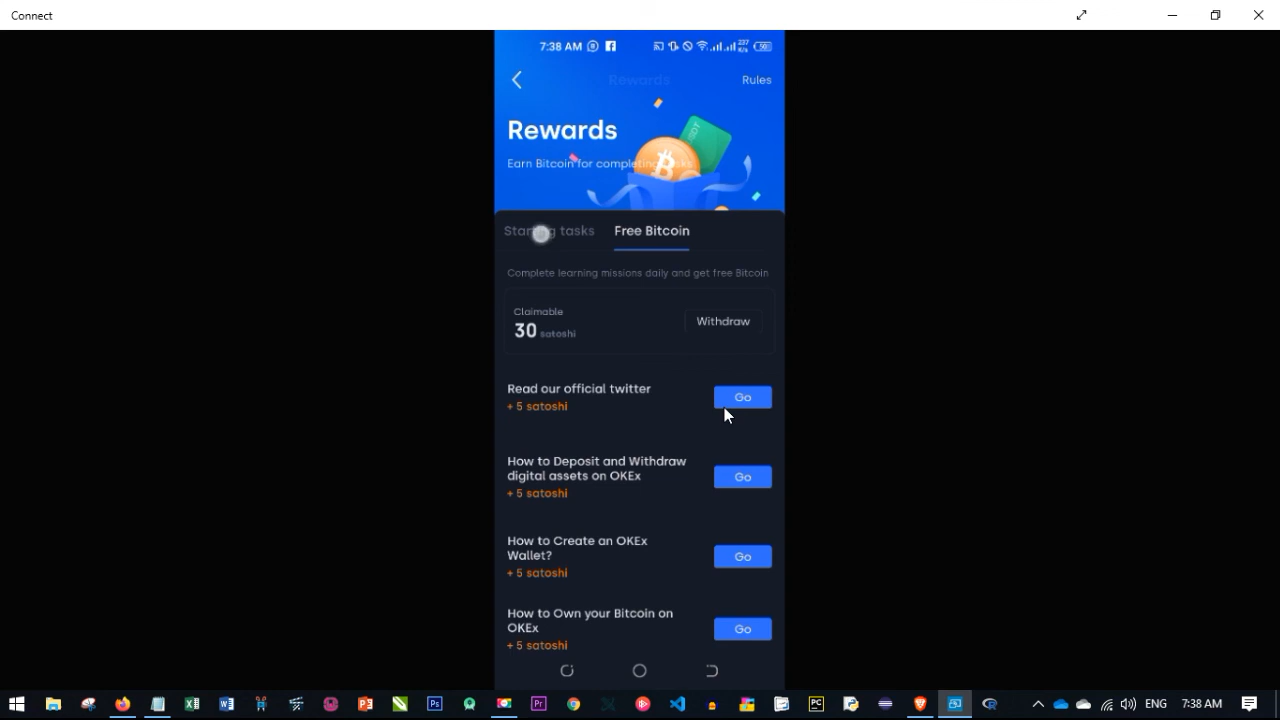 Connect
7:38 AM
Rewards
Rules
Rewards
Earn Bitcoin for completing tasks
Starting tasks
Free Bitcoin
Complete learning missions daily and get free Bitcoin
Claimable
30 satoshi
Withdraw
Read our official twitter
+ 5 satoshi
Go
How to Deposit and Withdraw
digital assets on OKEx
+ 5 satoshi
Go
How to Create an OKEx
Wallet?
+ 5 satoshi
Go
How to Own your Bitcoin on
OKEx
+ 5 satoshi
Go
ENG
7:38 AM